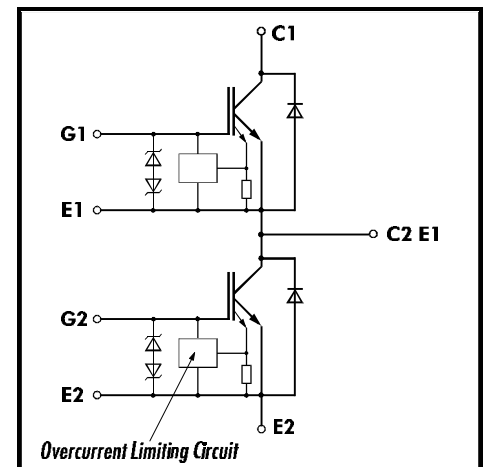 C1
G1
E1
C2 E1
G2
E2
E2
Overcurrent Limiting Circuit